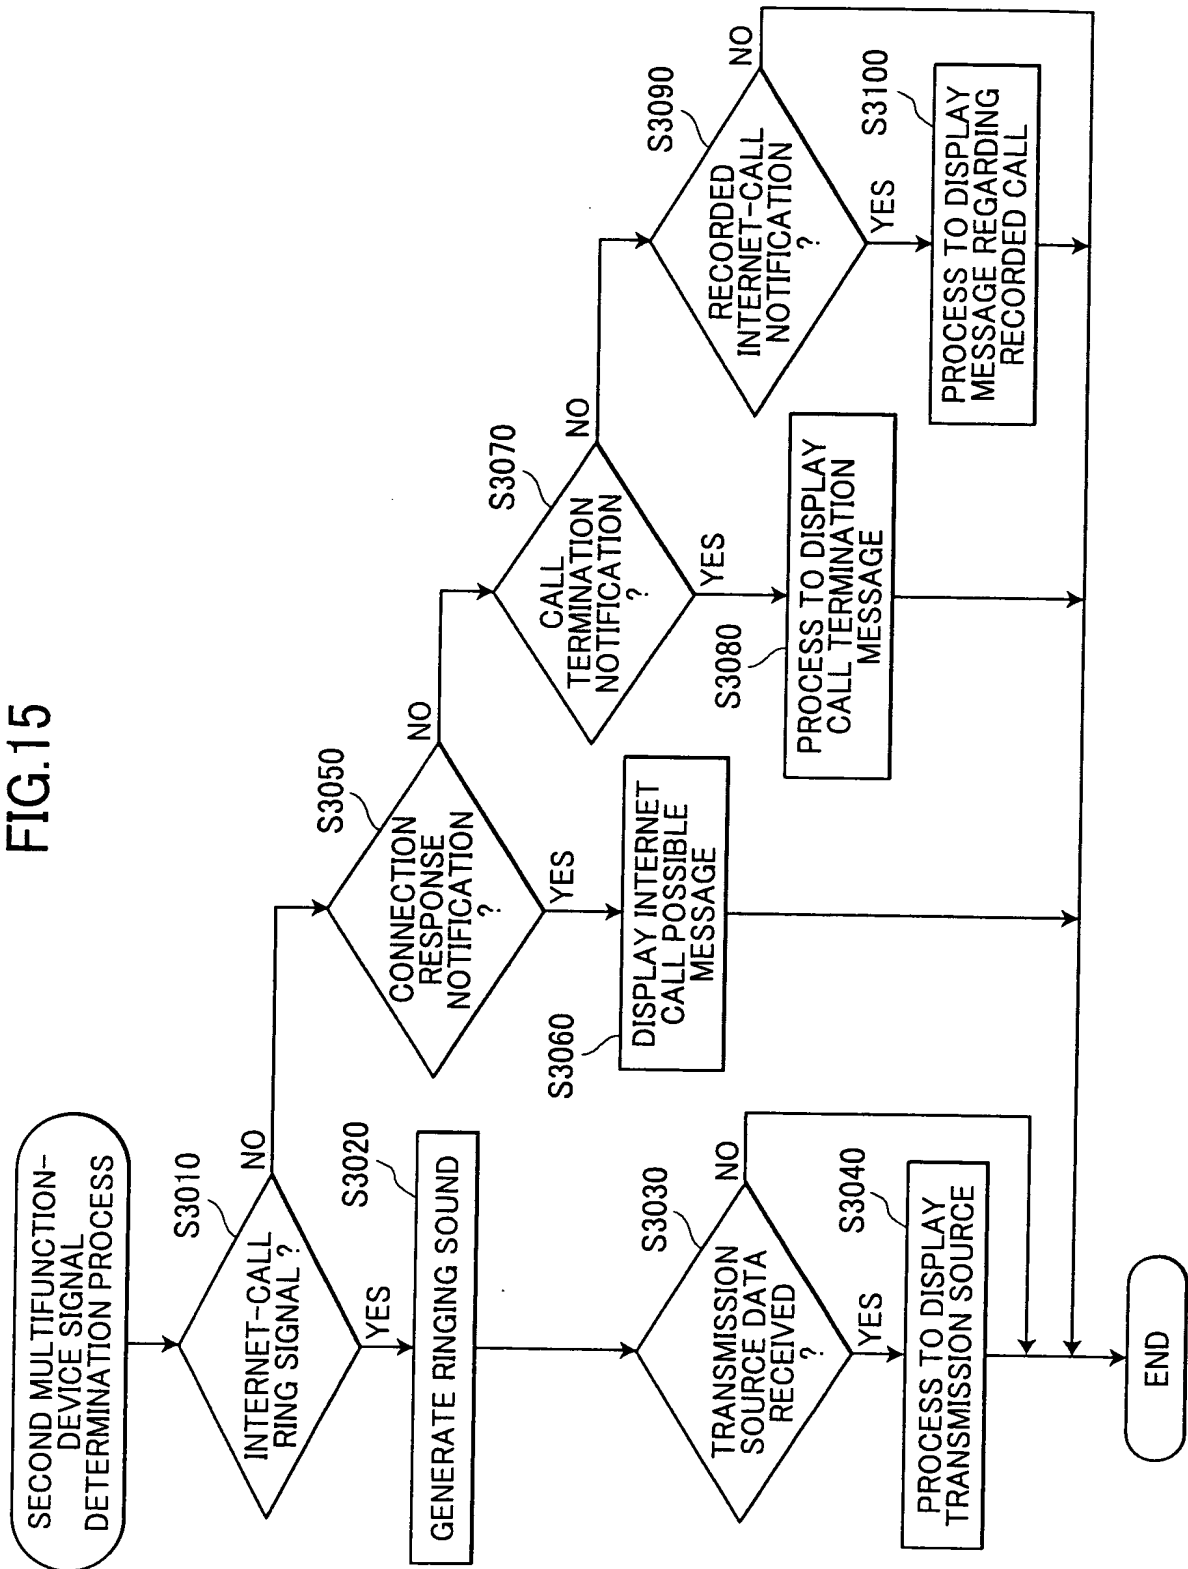 FIG.15
SECOND MULTIFUNCTION-
DEVICE SIGNAL
DETERMINATION PROCESS
S3010
INTERNET-CALL
RING SIGNAL ?
NO
YES
S3020
GENERATE RINGING SOUND
S3030
TRANSMISSION
SOURCE DATA
RECEIVED
?
NO
YES
S3040
PROCESS TO DISPLAY
TRANSMISSION SOURCE
END
S3050
CONNECTION
RESPONSE
NOTIFICATION
?
NO
YES
S3060
DISPLAY INTERNET
CALL POSSIBLE
MESSAGE
S3070
CALL
TERMINATION
NOTIFICATION
?
NO
YES
S3080
PROCESS TO DISPLAY
CALL TERMINATION
MESSAGE
S3090
RECORDED
INTERNET-CALL
NOTIFICATION
?
NO
YES
S3100
PROCESS TO DISPLAY
MESSAGE REGARDING
RECORDED CALL